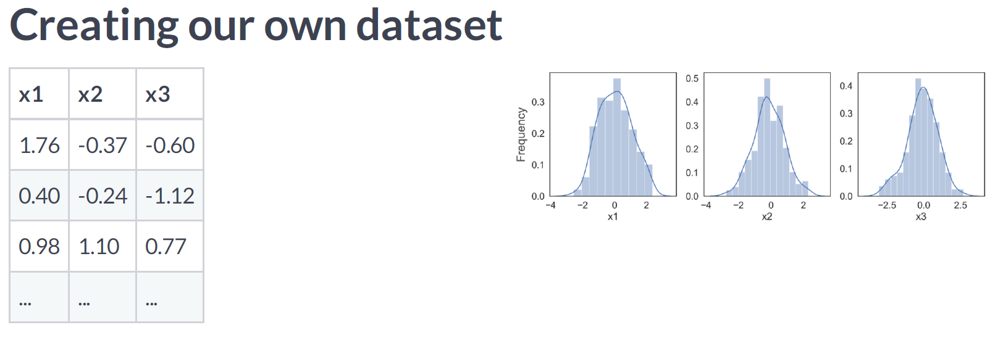 Creating our own dataset
x1 x2 x3
1.76 -0.37 -0.60
0.40 -0.24 -1.12
0.98 1.10 0.77
... ... ...
Frequency
0.3
0.2
0.1
0.0
−4 −2 0 2
x1
0.5
0.4
0.3
0.2
0.1
0.0
−4 −2 0 2
x2
0.4
0.3
0.2
0.1
0.0
−2.5 0.0 2.5
x3